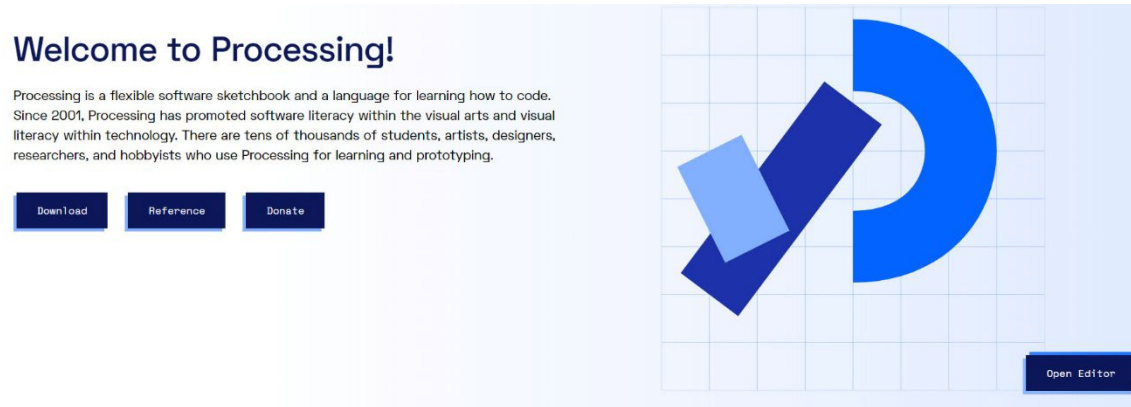 Welcome to Processing!
Processing is a flexible software sketchbook and a language for learning how to code.
Since 2001, Processing has promoted software literacy within the visual arts and visual
literacy within technology. There are tens of thousands of students, artists, designers,
researchers, and hobbyists who use Processing for learning and prototyping.
Download
Reference
Donate
Open Editor